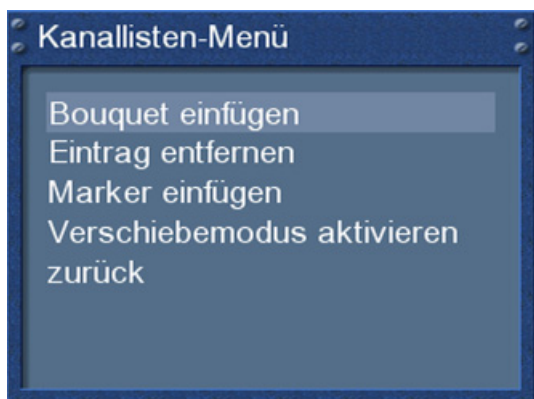 Kanallisten-Menü
Bouquet einfügen
Eintrag entfernen
Marker einfügen
Verschiebemodus aktivieren
zurück